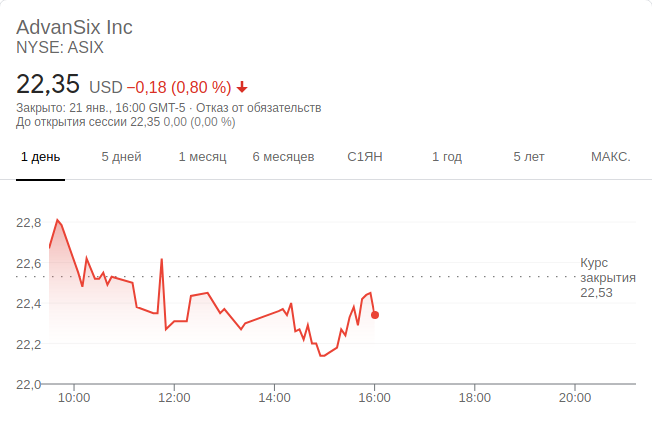 AdvanSix Inc
NYSE: ASIX
22,35 USD −0,18 (0,80 %)
Закрыто: 21 янв., 16:00 GMT-5 · Отказ от обязательств
До открытия сессии 22,35 0,00 (0,00 %)
1 день 5 дней 1 месяц 6 месяцев С1ЯН 1 год 5 лет МАКС.
22,8
22,6
22,4
22,2
22,0
Курс
закрытия
22,53
10:00 12:00 14:00 16:00 18:00 20:00